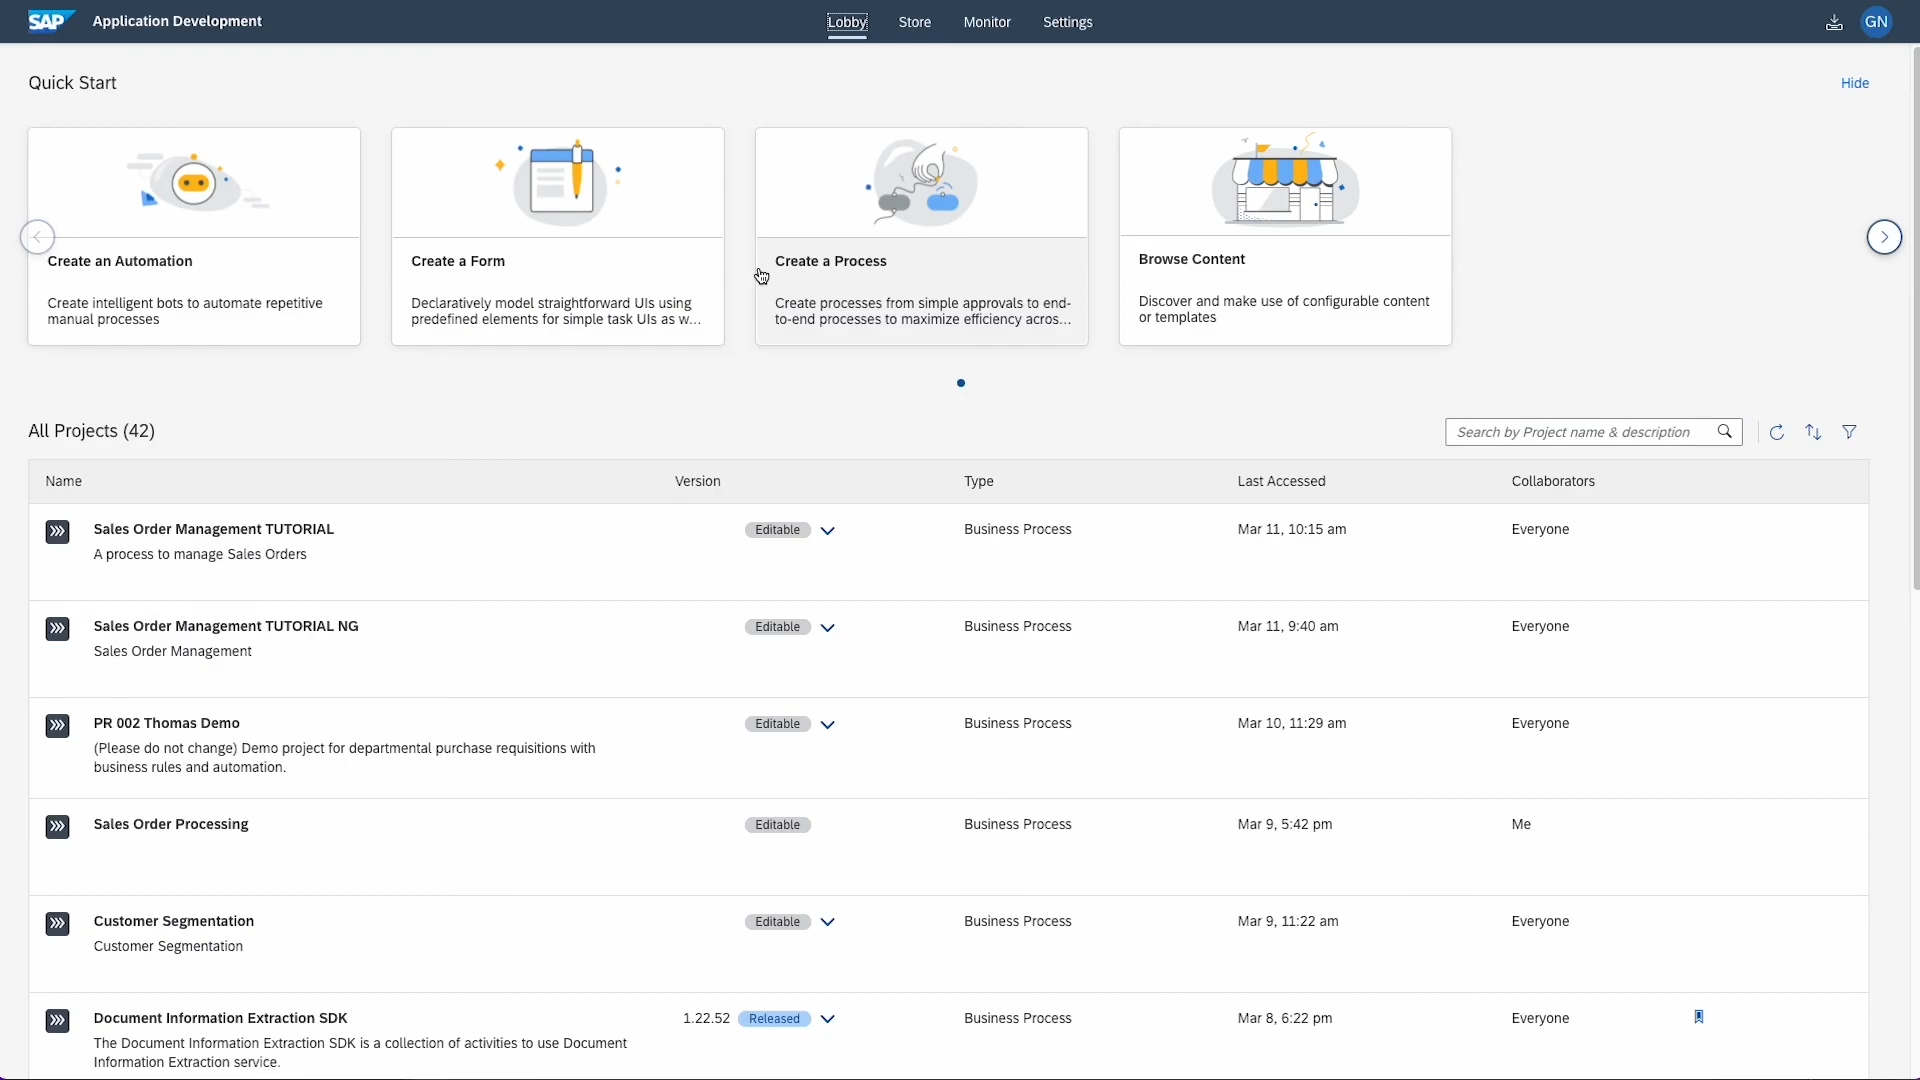 SAP Application Development Lobby Store Monitor Settings GN
Quick Start Hide
Create an Automation
Create intelligent bots to automate repetitive
manual processes
Create a Form
Declaratively model straightforward UIs using
predefined elements for simple task UIs as w...
Create a Process
Create processes from simple approvals to end-
to-end processes to maximize efficiency acros...
Browse Content
Discover and make use of configurable content
or templates
All Projects (42) Search by Project name & description
Name Version Type Last Accessed Collaborators
Sales Order Management TUTORIAL Editable Business Process Mar 11, 10:15 am Everyone
A process to manage Sales Orders
Sales Order Management TUTORIAL NG Editable Business Process Mar 11, 9:40 am Everyone
Sales Order Management
PR 002 Thomas Demo Editable Business Process Mar 10, 11:29 am Everyone
(Please do not change) Demo project for departmental purchase requisitions with
business rules and automation.
Sales Order Processing Editable Business Process Mar 9, 5:42 pm Me
Customer Segmentation Editable Business Process Mar 9, 11:22 am Everyone
Customer Segmentation
Document Information Extraction SDK 1.22.52 Released Business Process Mar 8, 6:22 pm Everyone
The Document Information Extraction SDK is a collection of activities to use Document
Information Extraction service.